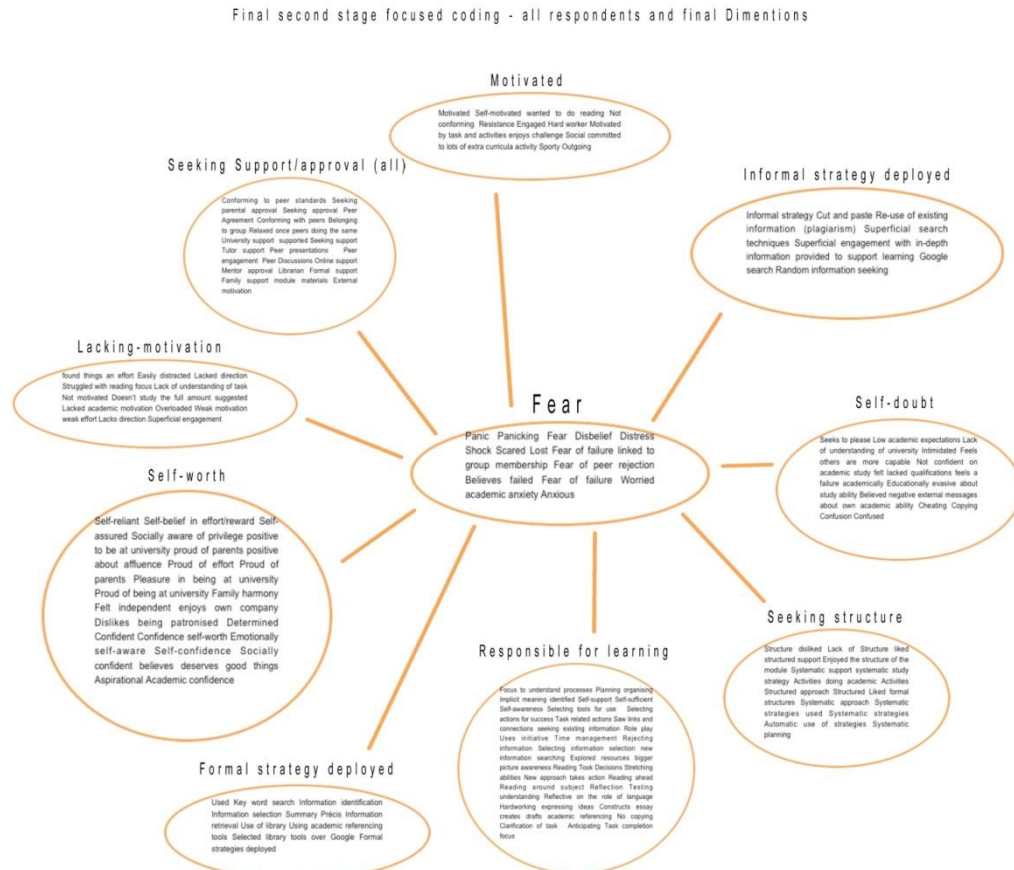 Final second stage focused coding - all respondents and final Dimentions
Motivated
Motivated Self-motivated wanted to do reading Not
conforming Resistance Engaged Hard worker Motivated
by task and activities enjoys challenge Social committed
to lots of extra curricula activity Sporty Outgoing
Seeking Support/approval (all)
Conforming to peer standards Seeking
parental approval Seeking approval Peer
Agreement Conforming with peers Belonging
to group Relaxed once peers doing the same
University support supported Seeking support
Tutor support Peer presentations Peer
engagement Peer Discussions Online support
Mentor approval Librarian Formal support
Family support module materials External
motivation
Informal strategy deployed
Informal strategy Cut and paste Re-use of existing
information (plagiarism) Superficial search
techniques Superficial engagement with in-depth
information provided to support learning Google
search Random information seeking
Lacking-motivation
found things an effort Easily distracted Lacked direction
Struggled with reading focus Lack of understanding of task
Not motivated Doesn't study the full amount suggested
Lacked academic motivation Overloaded Weak motivation
weak effort Lacks direction Superficial engagement
Fear
Panic Panicking Fear Disbelief Distress
Shock Scared Lost Fear of failure linked to
group membership Fear of peer rejection
Believes failed Fear of failure Worried
academic anxiety Anxious
Self-doubt
Seeks to please Low academic expectations Lack
of understanding of university Intimidated Feels
others are more capable Not confident on
academic study felt lacked qualifications feels a
failure academically Educationally evasive about
study ability Believed negative external messages
about own academic ability Cheating Copying
Confusion Confused
Self-worth
Self-reliant Self-belief in effort/reward Self-
assured Socially aware of privilege positive
to be at university proud of parents positive
about affluence Proud of effort Proud of
parents Pleasure in being at university
Proud of being at university Family harmony
Felt independent enjoys own company
Dislikes being patronised Determined
Confident Confidence self-worth Emotionally
self-aware Self-confidence Socially
confident believes deserves good things
Aspirational Academic confidence
Seeking structure
Structure disliked Lack of Structure liked
structured support Enjoyed the structure of the
module Systematic support systematic study
strategy Activities doing academic Activities
Structured approach Structured Liked formal
structures Systematic approach Systematic
strategies used Systematic strategies
Automatic use of strategies Systematic
planning
Responsible for learning
Focus to understand processes Planning organising
Implicit meaning identified Self-support Self-sufficient
Self-awareness Selecting tools for use Selecting
actions for success Task related actions Saw links and
connections seeking existing information Role play
Uses initiative Time management Rejecting
information Selecting information selection new
information searching Explored resources bigger
picture awareness Reading Took Decisions Stretching
abilities New approach takes action Reading ahead
Reading around subject Reflection Testing
understanding Reflective on the role of language
Hardworking expressing ideas Constructs essay
creates drafts academic referencing No copying
Clarification of task Anticipating Task completion
focus
Formal strategy deployed
Used Key word search Information identification
Information selection Summary Précis Information
retrieval Use of library Using academic referencing
tools Selected library tools over Google Formal
strategies deployed